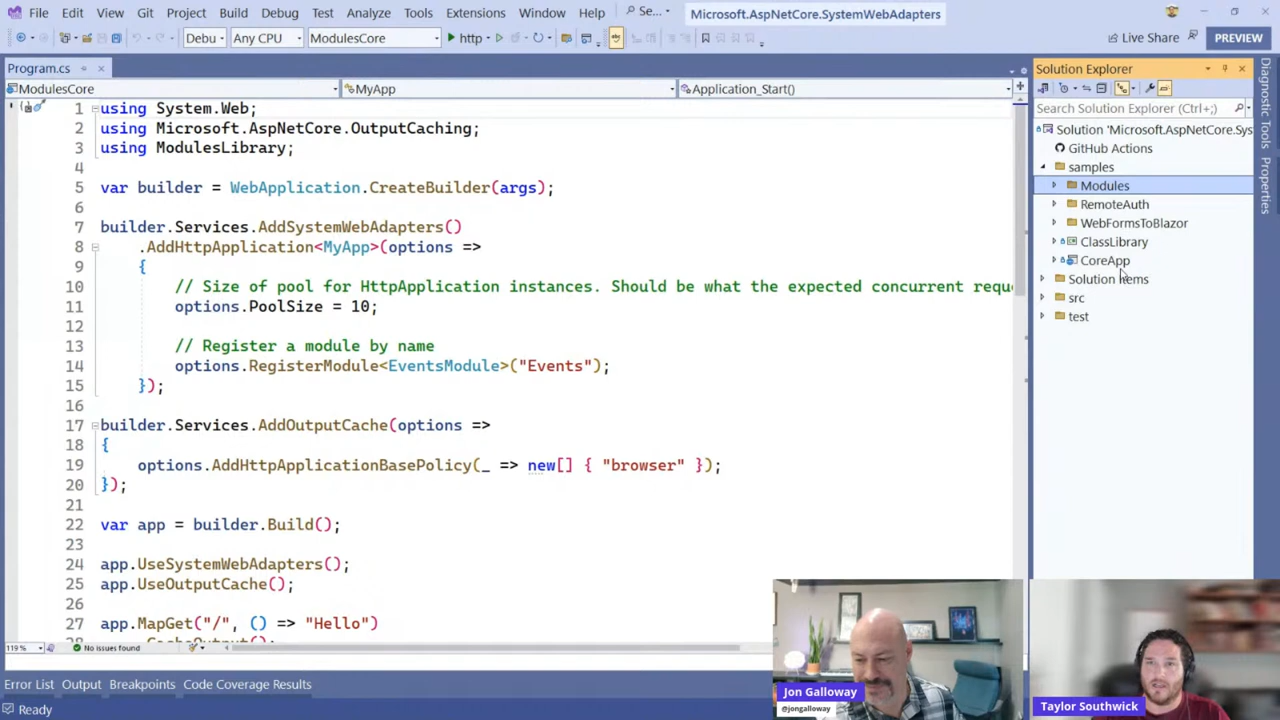 File Edit View Git Project Build Debug Test Analyze Tools Extensions Window Help Se... Microsoft.AspNetCore.SystemWebAdapters
Debu Any CPU ModulesCore http Live Share PREVIEW
Program.cs
ModulesCore MyApp Application_Start()
1 using System.Web;
2 using Microsoft.AspNetCore.OutputCaching;
3 using ModulesLibrary;
4
5 var builder = WebApplication.CreateBuilder(args);
6
7 builder.Services.AddSystemWebAdapters()
8 .AddHttpApplication<MyApp>(options =>
9 {
10 // Size of pool for HttpApplication instances. Should be what the expected concurrent requ
11 options.PoolSize = 10;
12
13 // Register a module by name
14 options.RegisterModule<EventsModule>("Events");
15 });
16
17 builder.Services.AddOutputCache(options =>
18 {
19 options.AddHttpApplicationBasePolicy(_ => new[] { "browser" });
20 });
21
22 var app = builder.Build();
23
24 app.UseSystemWebAdapters();
25 app.UseOutputCache();
26
27 app.MapGet("/", () => "Hello")
28 .CacheOutput();
119 % No issues found
Solution Explorer
Search Solution Explorer (Ctrl+;)
Solution 'Microsoft.AspNetCore.Sys
GitHub Actions
samples
Modules
RemoteAuth
WebFormsToBlazor
ClassLibrary
CoreApp
Solution Items
src
test
Diagnostic Tools
Properties
Jon Galloway
@jongalloway
Taylor Southwick
Error List Output Breakpoints Code Coverage Results
Ready